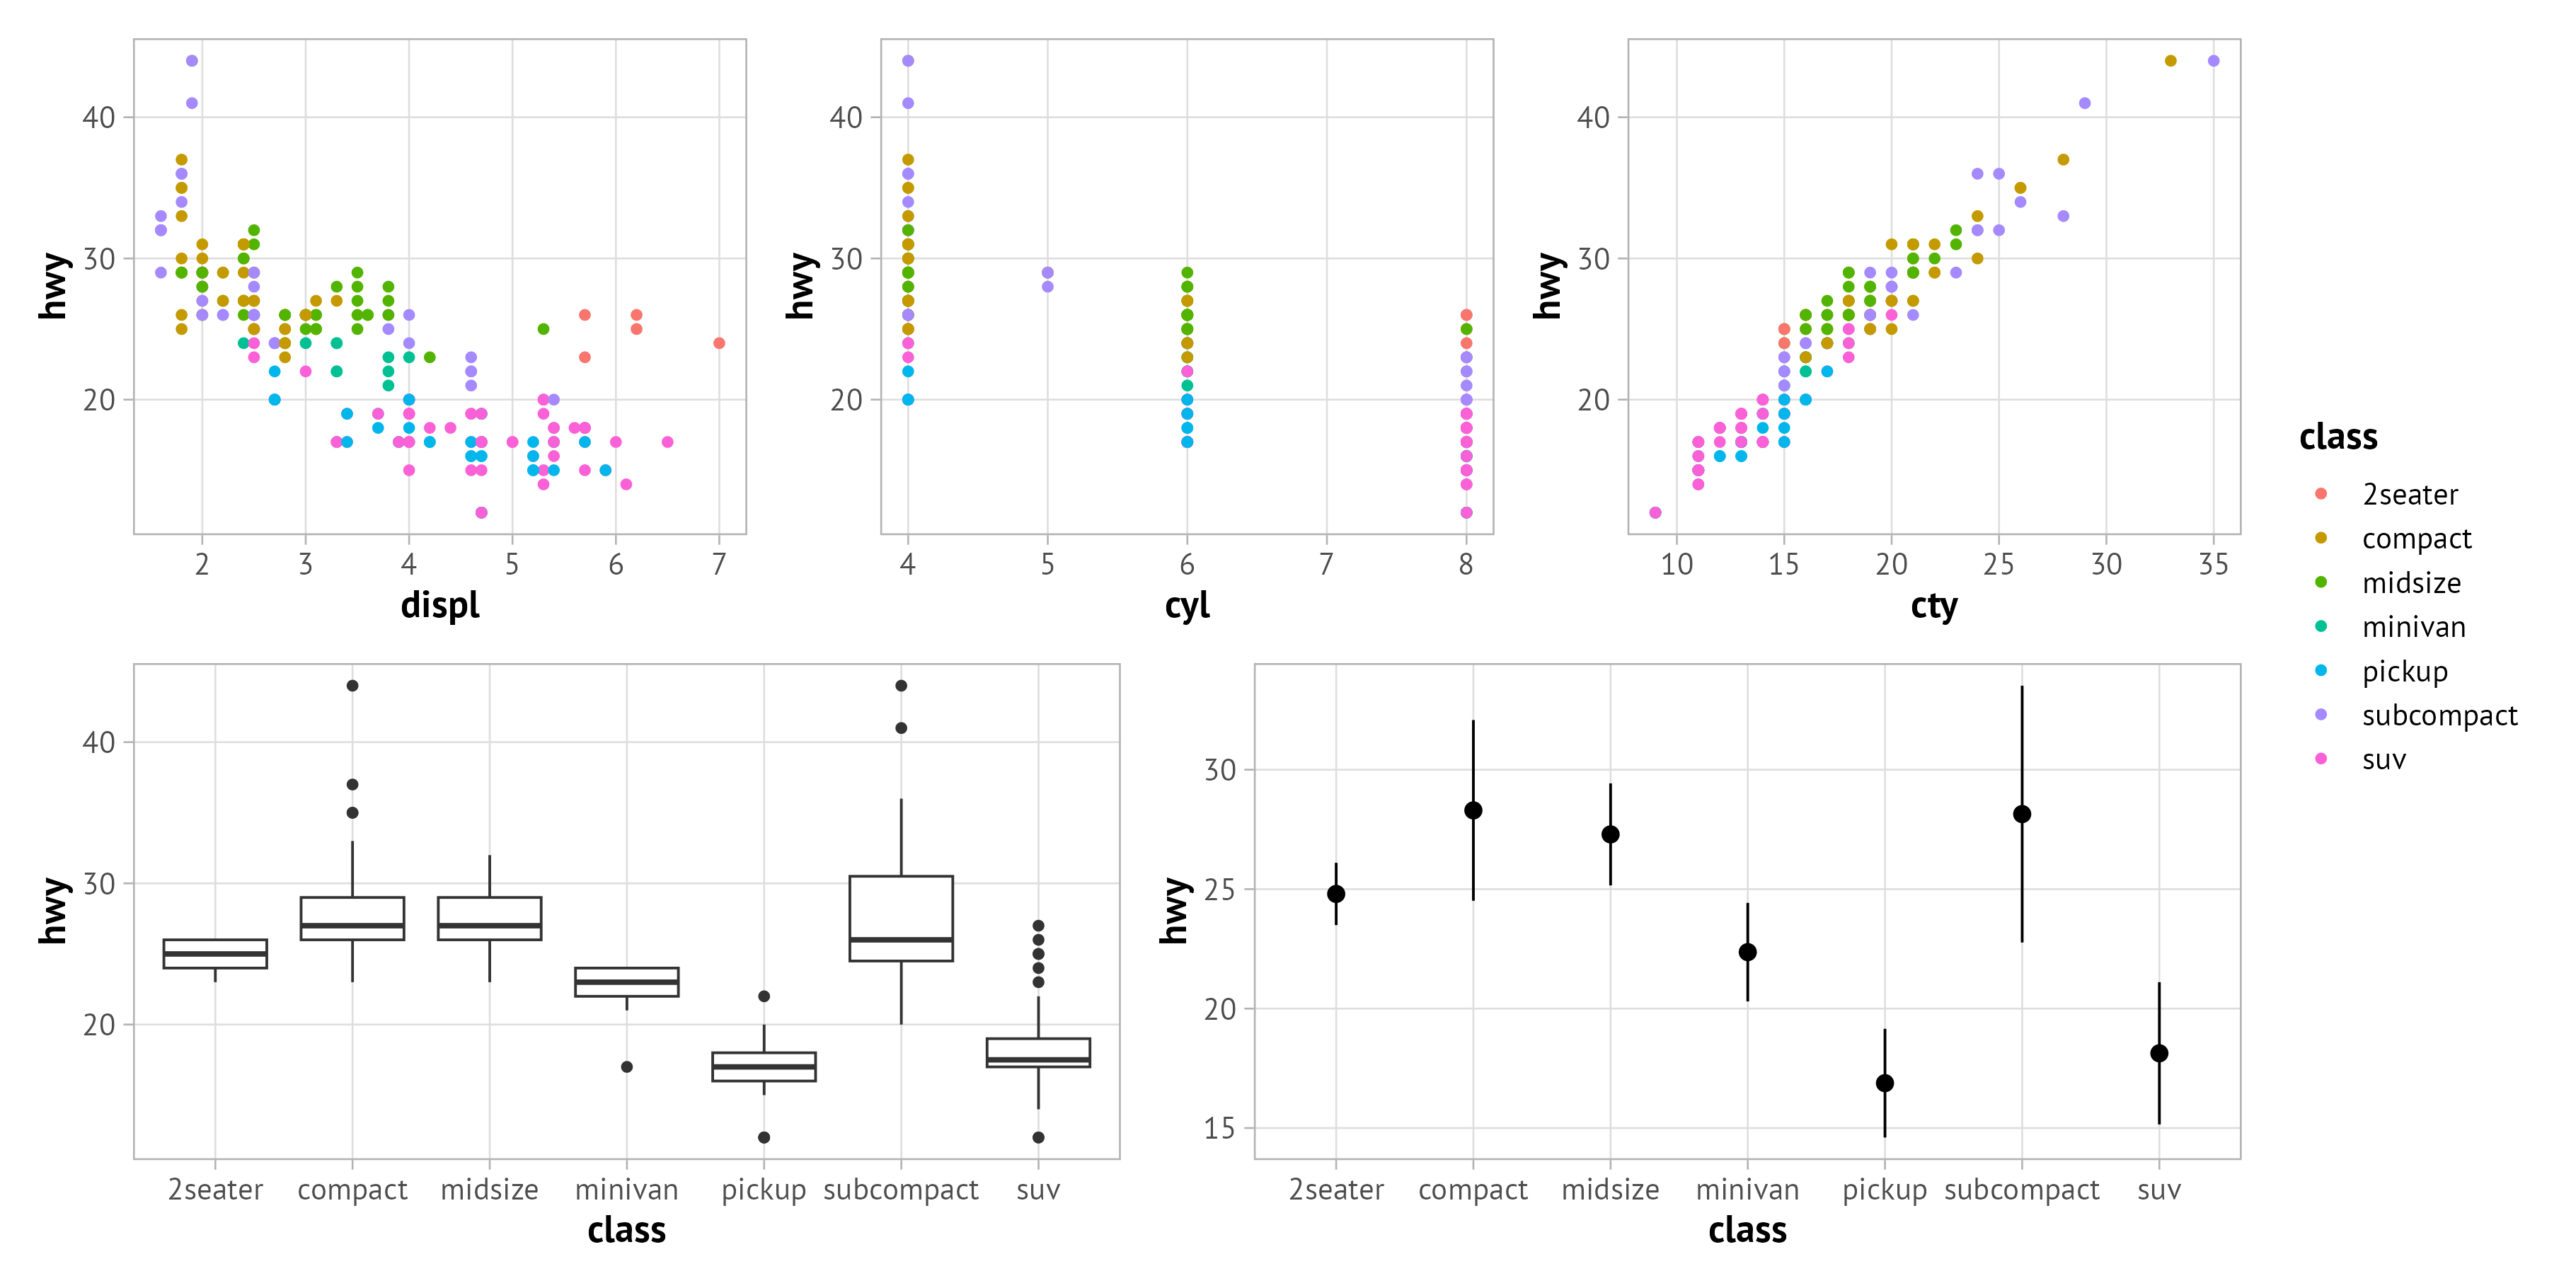 hwy
40
30
20
2 3 4 5 6 7
displ
hwy
40
30
20
4 5 6 7 8
cyl
hwy
40
30
20
10 15 20 25 30 35
cty
class
2seater
compact
midsize
minivan
pickup
subcompact
suv
hwy
40
30
20
2seater compact midsize minivan pickup subcompact suv
class
hwy
30
25
20
15
2seater compact midsize minivan pickup subcompact suv
class